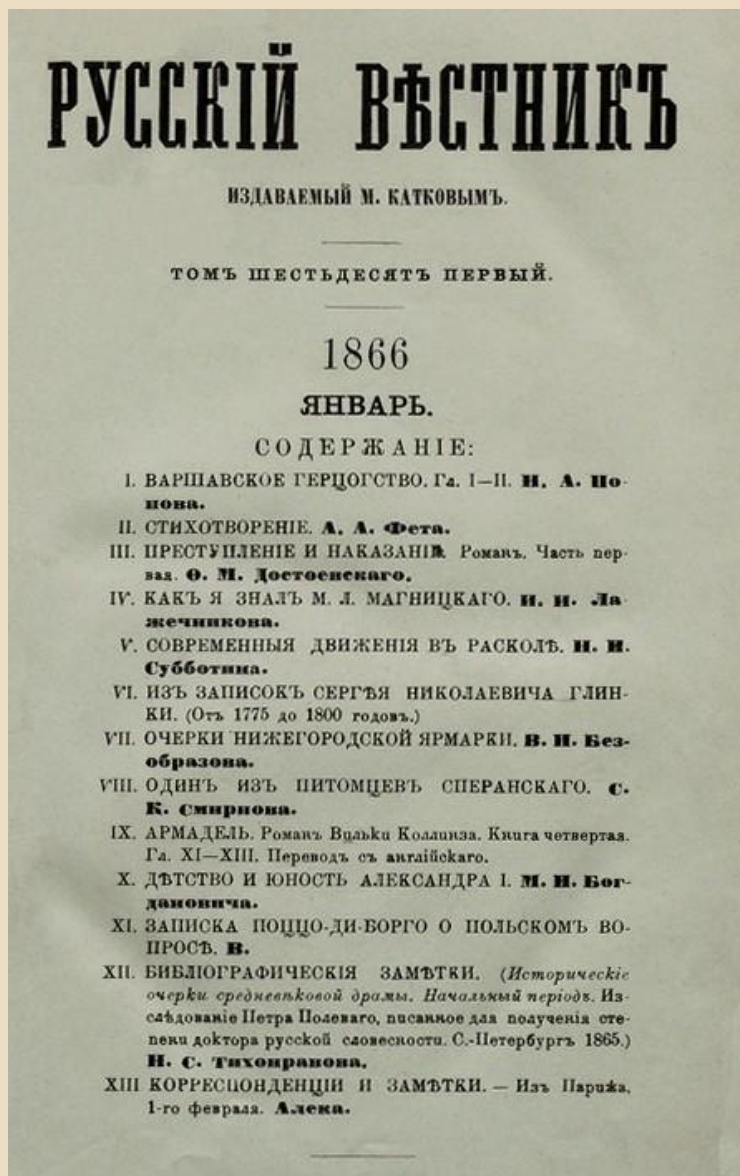 РУССКІЙ ВѢСТНИКЪ
ИЗДАВАЕМЫЙ М. КАТКОВЫМЪ.
ТОМЪ ШЕСТЬДЕСЯТЪ ПЕРВЫЙ.
1866
ЯНВАРЬ.
СОДЕРЖАНІЕ:
I. ВАРШАВСКОЕ ГЕРЦОГСТВО. Гл. I—II. Н. А. По-
пова.
II. СТИХОТВОРЕНІЕ. А. А. Фета.
III. ПРЕСТУПЛЕНІЕ И НАКАЗАНІЕ. Романъ. Часть пер-
вая. Ѳ. М. Достоевскаго.
IV. КАКЪ Я ЗНАЛЪ М. Л. МАГНИЦКАГО. И. И. Ла-
жечникова.
V. СОВРЕМЕННЫЯ ДВИЖЕНІЯ ВЪ РАСКОЛѢ. Н. И.
Субботина.
VI. ИЗЪ ЗАПИСОКЪ СЕРГѢЯ НИКОЛАЕВИЧА ГЛИН-
КИ. (Отъ 1775 до 1800 годовъ.)
VII. ОЧЕРКИ НИЖЕГОРОДСКОЙ ЯРМАРКИ. В. П. Без-
образова.
VIII. ОДИНЪ ИЗЪ ПИТОМЦЕВЪ СПЕРАНСКАГО. С.
К. Смирнова.
IX. АРМАДЕЛЬ. Романъ Вильки Коллинза. Книга четвертая.
Гл. XI—XIII. Переводъ съ англійскаго.
X. ДѢТСТВО И ЮНОСТЬ АЛЕКСАНДРА I. М. И. Бог-
дановича.
XI. ЗАПИСКА ПОЦЦО-ДИ-БОРГО О ПОЛЬСКОМЪ ВО-
ПРОСѢ. В.
XII. БИБЛІОГРАФИЧЕСКІЯ ЗАМѢТКИ. (Историческіе
очерки средневѣковой драмы. Начальный періодъ. Из-
слѣдованіе Петра Полеваго, писанное для полученія сте-
пени доктора русской словесности. С.-Петербургъ 1865.)
Н. С. Тихонравова.
XIII КОРРЕСПОНДЕНЦІИ И ЗАМѢТКИ. — Изъ Парижа,
1-го февраля. Алека.